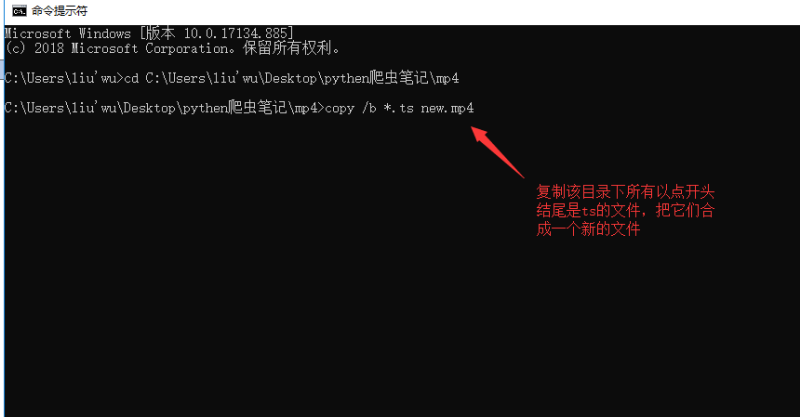 命令提示符
Microsoft Windows [版本 10.0.17134.885]
(c) 2018 Microsoft Corporation。保留所有权利。
C:\Users\liu'wu>cd C:\Users\liu'wu\Desktop\pythen爬虫笔记\mp4
C:\Users\liu'wu\Desktop\pythen爬虫笔记\mp4>copy /b *.ts new.mp4
复制该目录下所有以点开头
结尾是ts的文件，把它们合
成一个新的文件